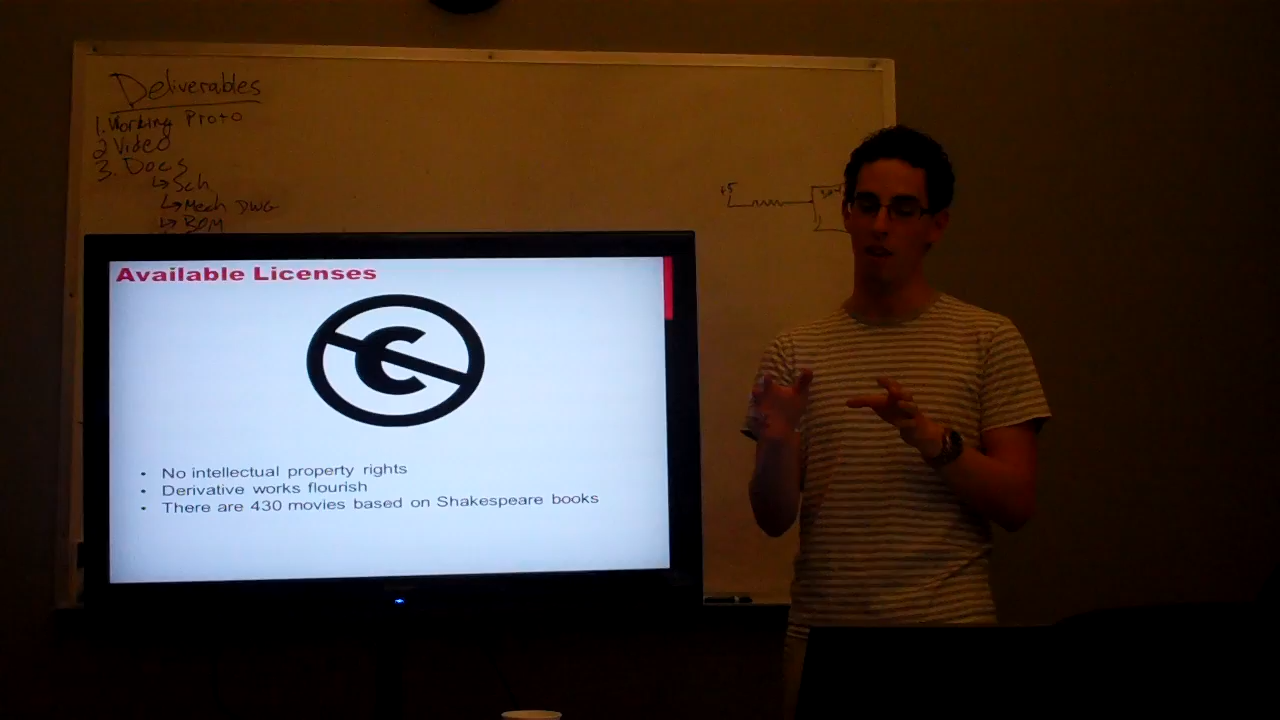 Deliverables
1. Working Proto
2 Video
3. Docs
↳ Sch
↳ Mech DWG
↳ BOM
+5
Available Licenses
C
• No intellectual property rights
• Derivative works flourish
• There are 430 movies based on Shakespeare books